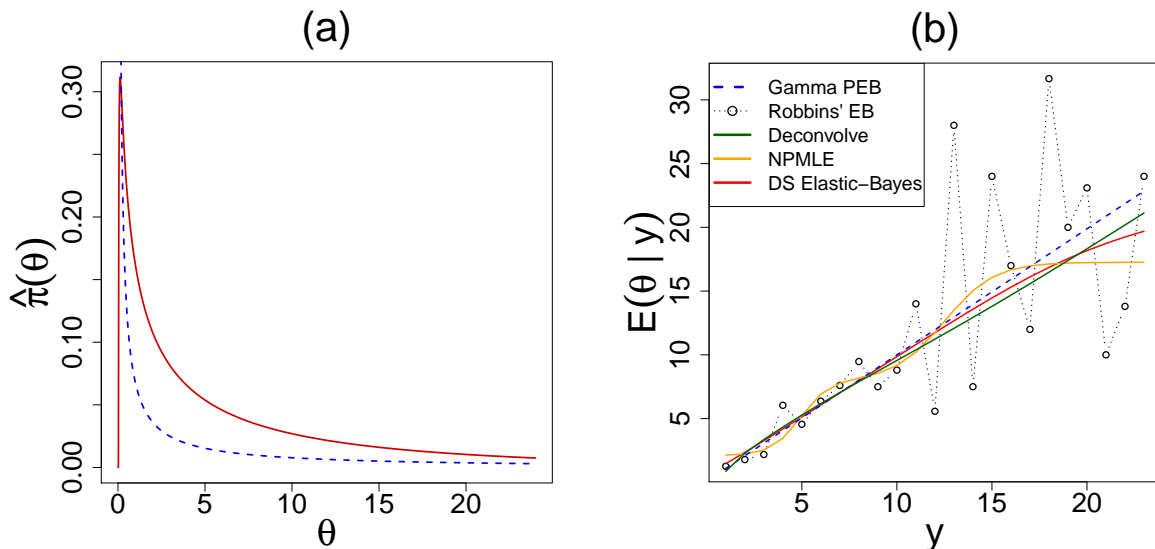 (a)
0.30
0.20
0.10
0.00
π̂(θ)
0 5 10 15 20
θ
(b)
Gamma PEB
Robbins' EB
Deconvolve
NPMLE
DS Elastic−Bayes
30
25
20
15
10
5
E(θ | y)
5 10 15 20
y